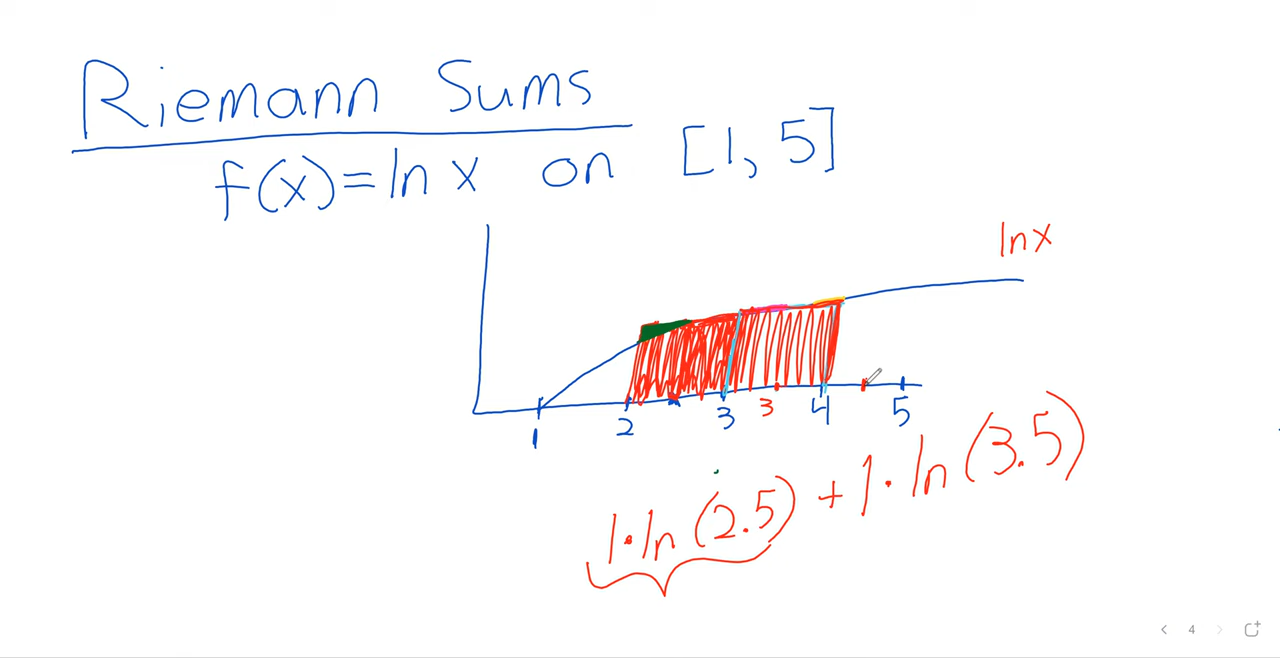 Riemann Sums
f(x)=ln x on [1, 5]
ln x
1 2 3 3 4 5
1·ln(2.5) + 1·ln(3.5)
4